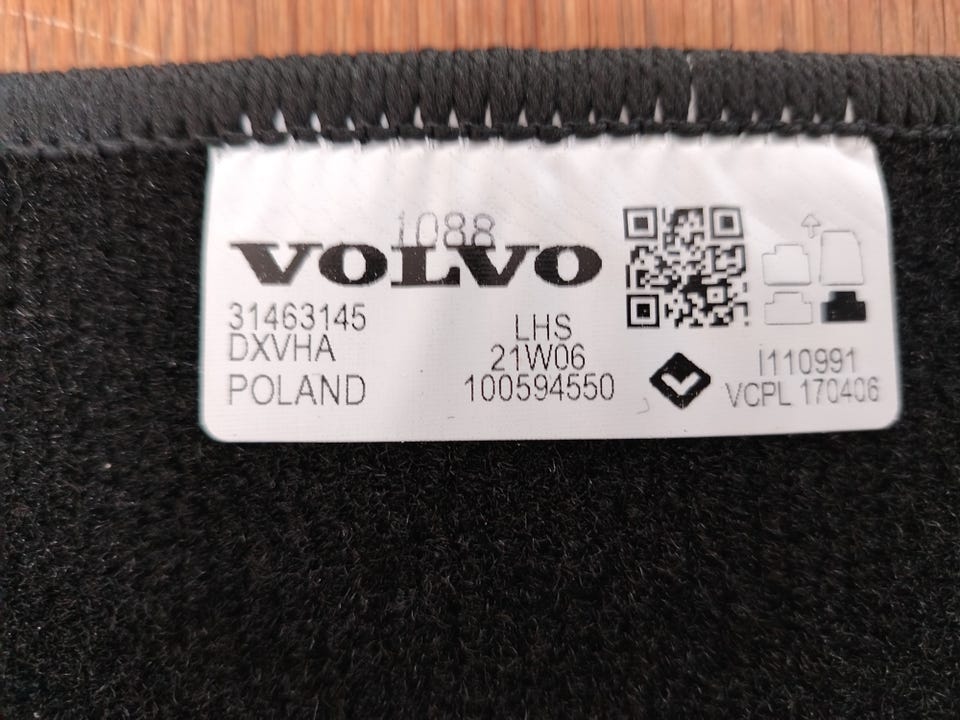 1088
VOLVO
31463145
DXVHA
POLAND
LHS
21W06
100594550
I110991
VCPL 170406